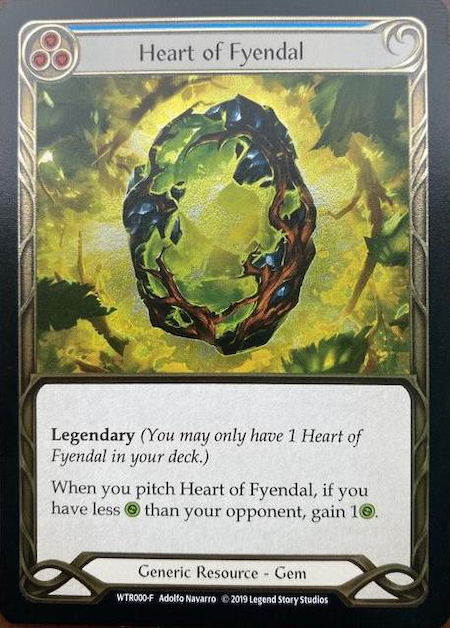 Heart of Fyendal
Legendary (You may only have 1 Heart of
Fyendal in your deck.)
When you pitch Heart of Fyendal, if you
have less than your opponent, gain 1.
Generic Resource - Gem
WTR000-F Adolfo Navarro © 2019 Legend Story Studios